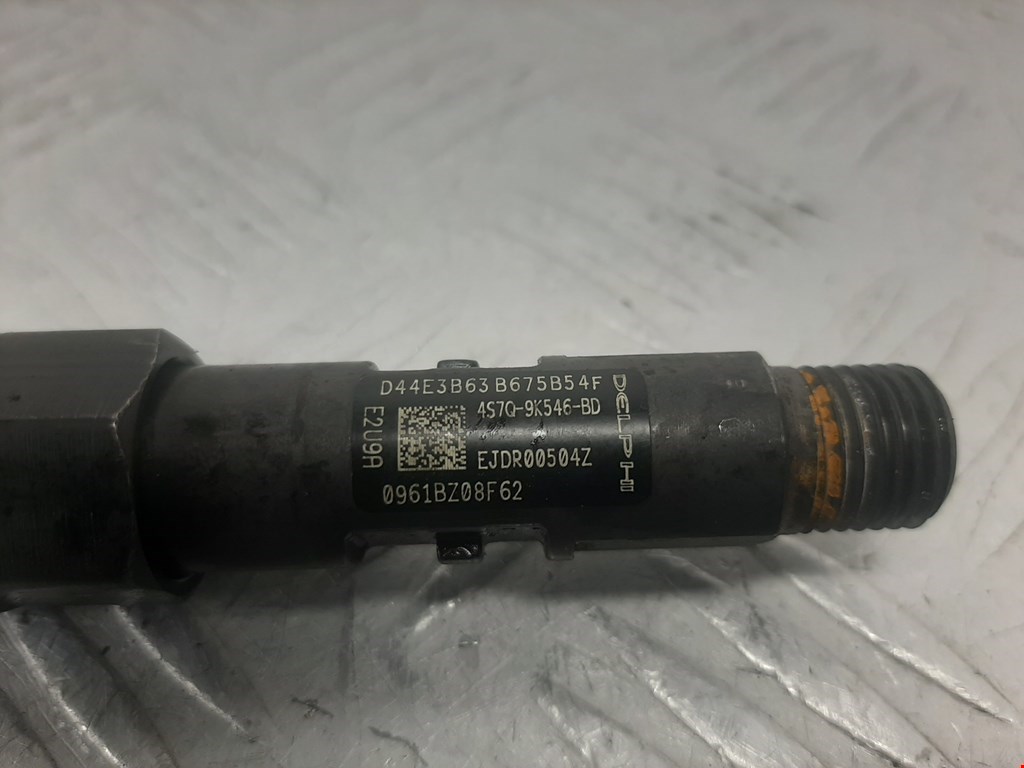 D44E3B63B675B54F
4S7Q-9K546-BD
EJDR00504Z
0961BZ08F62
E2U9A
DELPHI